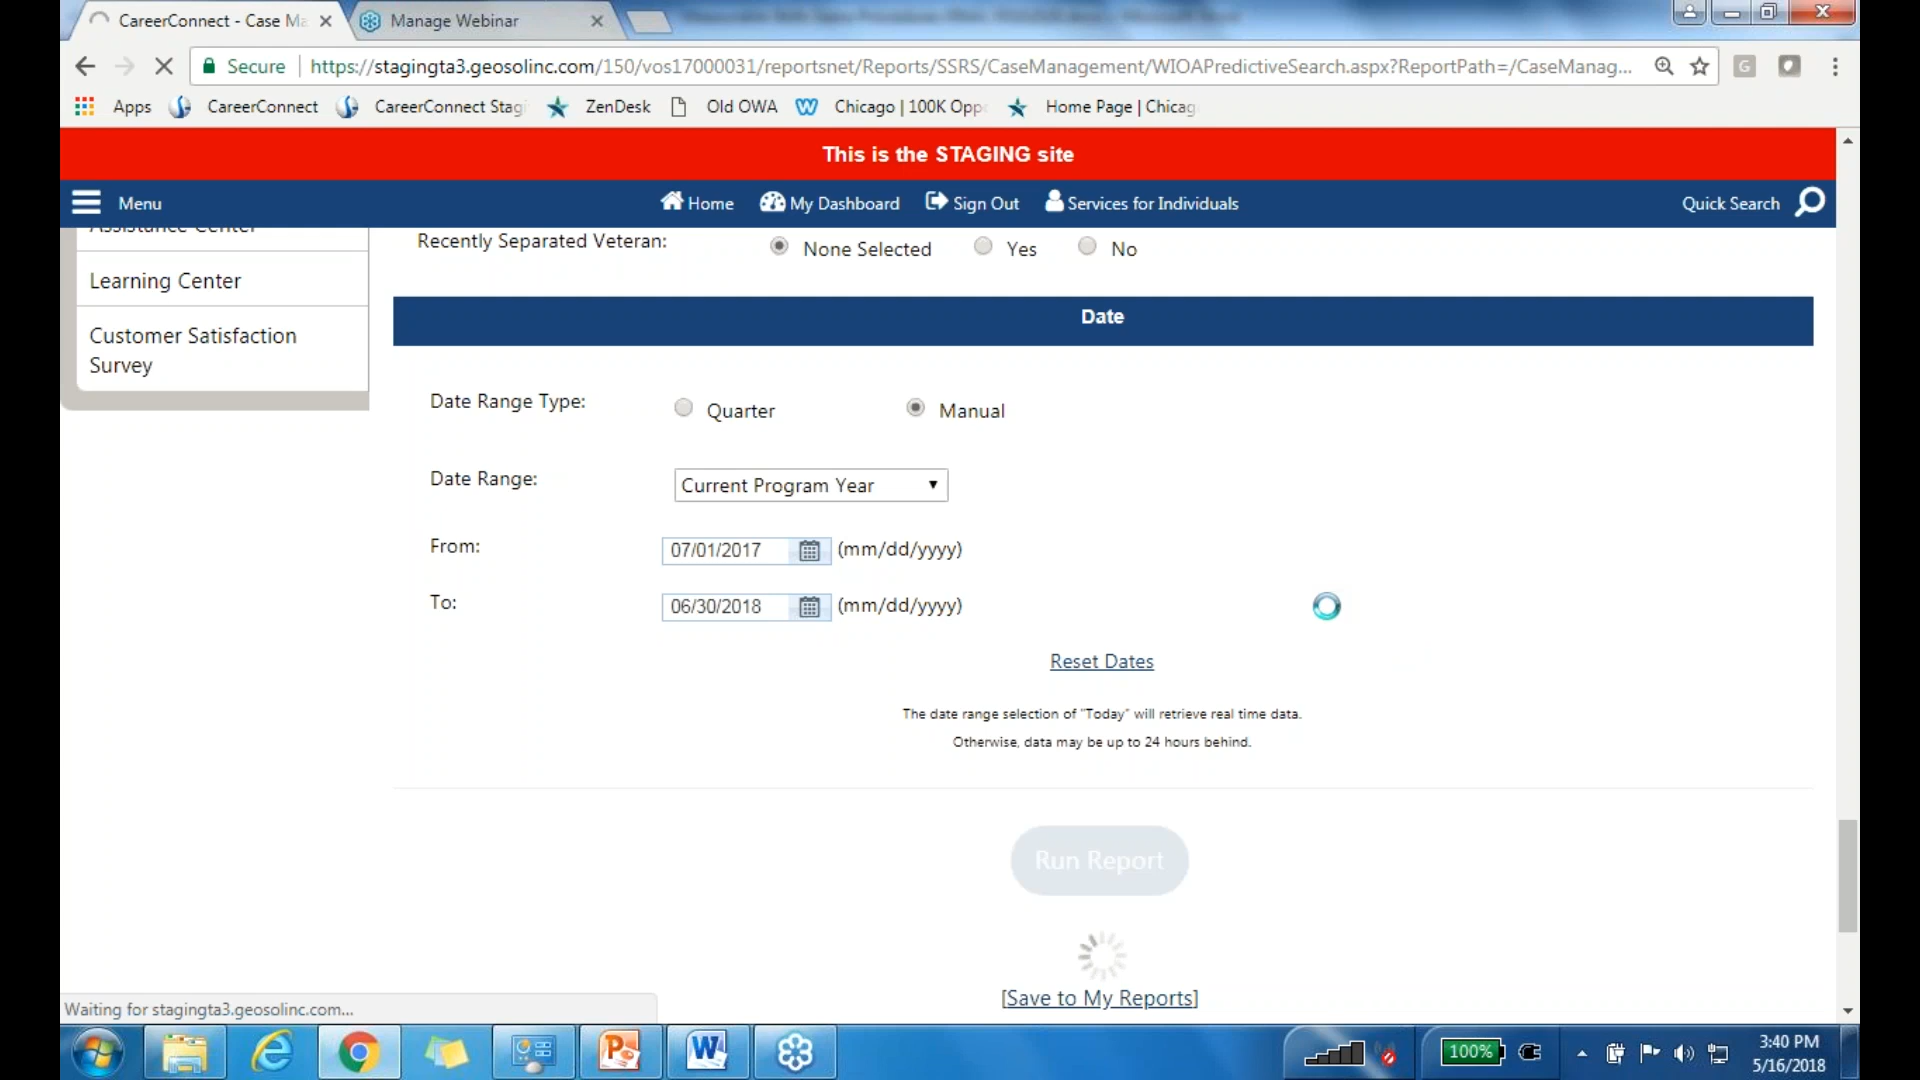 CareerConnect - Case Ma
Manage Webinar
Secure
https://stagingta3.geosolinc.com/150/vos17000031/reportsnet/Reports/SSRS/CaseManagement/WIOAPredictiveSearch.aspx?ReportPath=/CaseManag...
Apps
CareerConnect
CareerConnect Stagi
ZenDesk
Old OWA
Chicago | 100K Oppo
Home Page | Chicag
This is the STAGING site
Menu
Home
My Dashboard
Sign Out
Services for Individuals
Quick Search
Assistance Center
Learning Center
Customer Satisfaction
Survey
Recently Separated Veteran:
None Selected
Yes
No
Date
Date Range Type:
Quarter
Manual
Date Range:
Current Program Year
From:
07/01/2017
(mm/dd/yyyy)
To:
06/30/2018
(mm/dd/yyyy)
Reset Dates
The date range selection of "Today" will retrieve real time data.
Otherwise, data may be up to 24 hours behind.
Run Report
[Save to My Reports]
Waiting for stagingta3.geosolinc.com...
100%
3:40 PM
5/16/2018